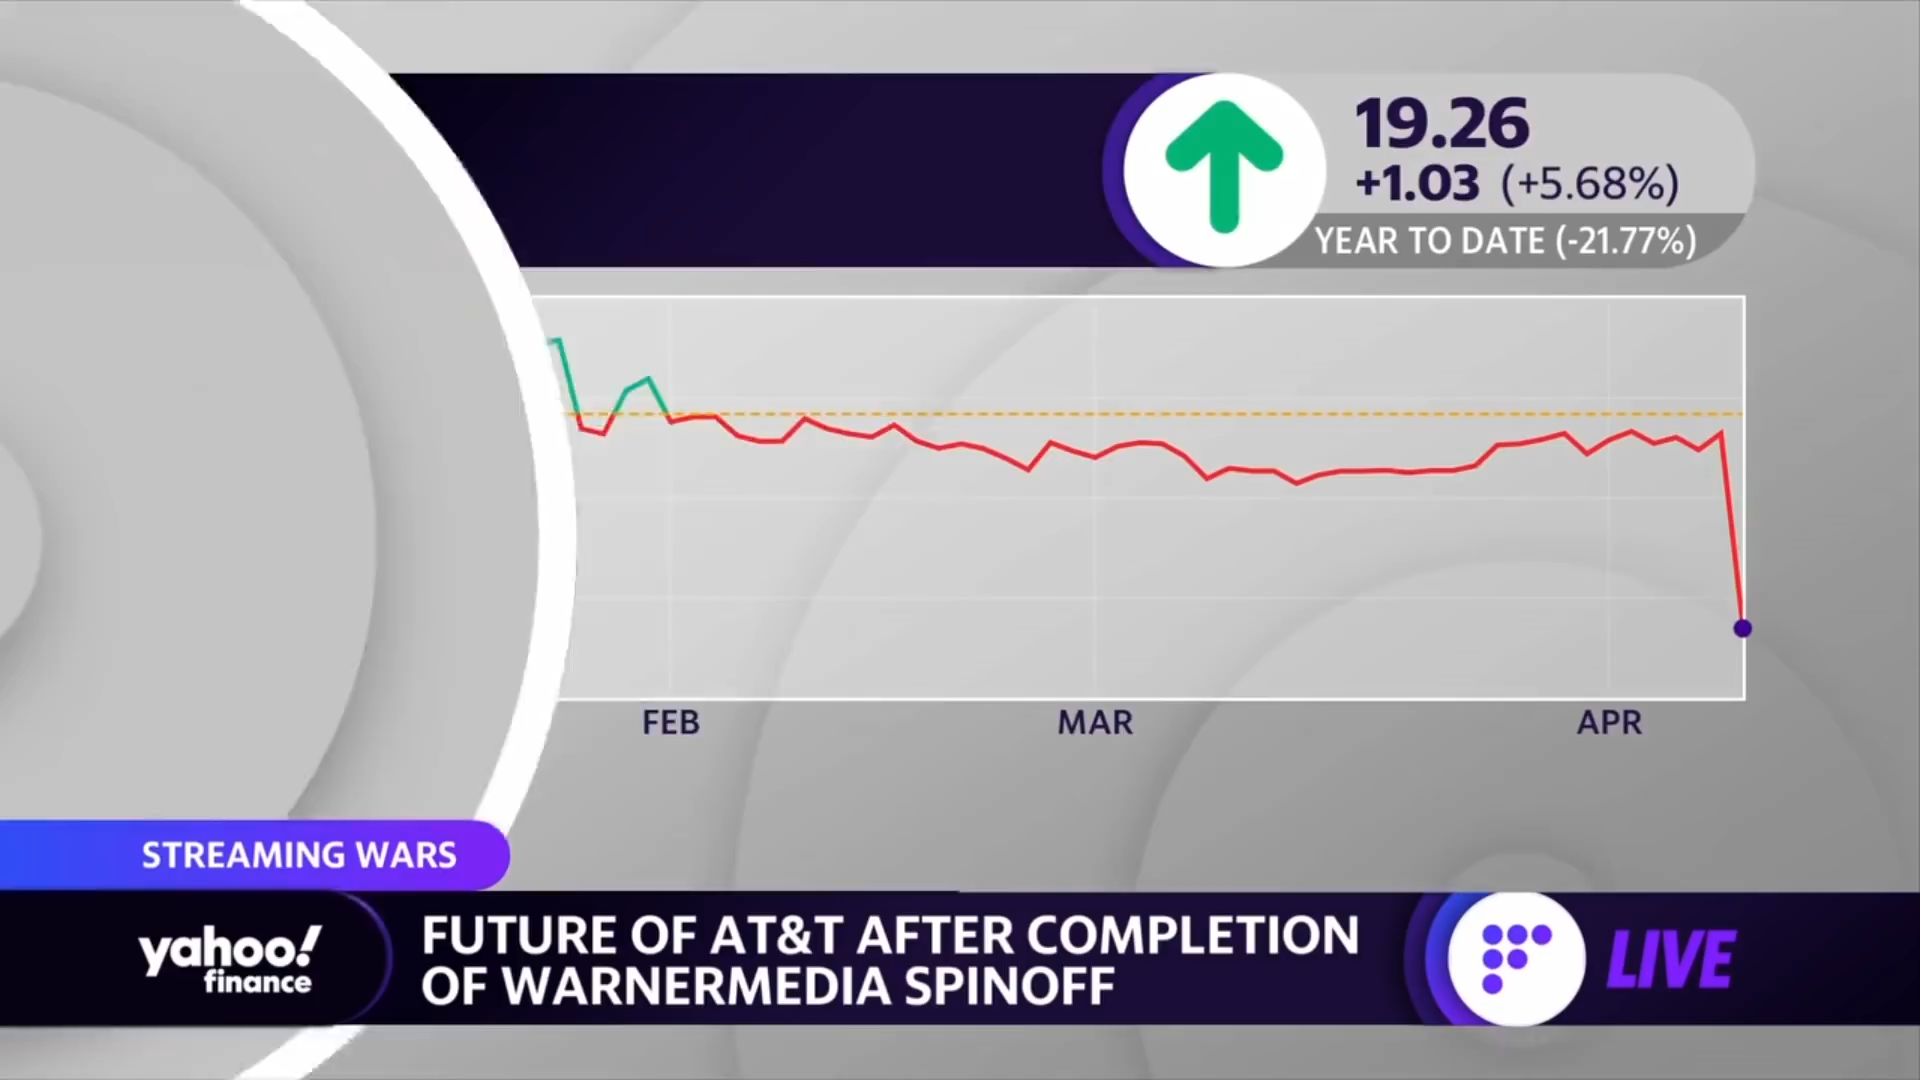 19.26
+1.03 (+5.68%)
YEAR TO DATE (-21.77%)
FEB MAR APR
STREAMING WARS
yahoo!
finance
FUTURE OF AT&T AFTER COMPLETION
OF WARNERMEDIA SPINOFF
LIVE